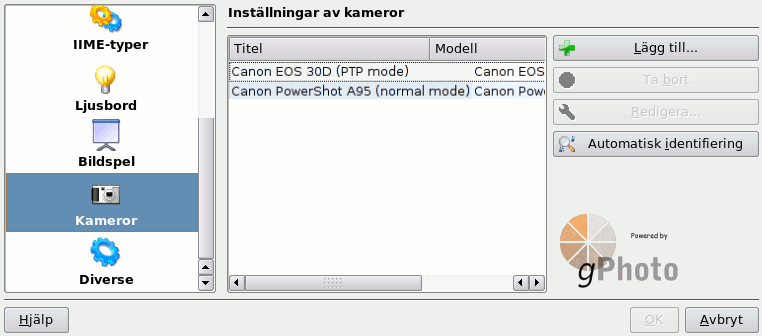 IIME-typer
Ljusbord
Bildspel
Kameror
Diverse
Inställningar av kameror
Titel Modell
Canon EOS 30D (PTP mode) Canon EOS
Canon PowerShot A95 (normal mode) Canon Pow
Lägg till...
Ta bort
Redigera...
Automatisk identifiering
Powered by
gPhoto
Hjälp
OK
Avbryt